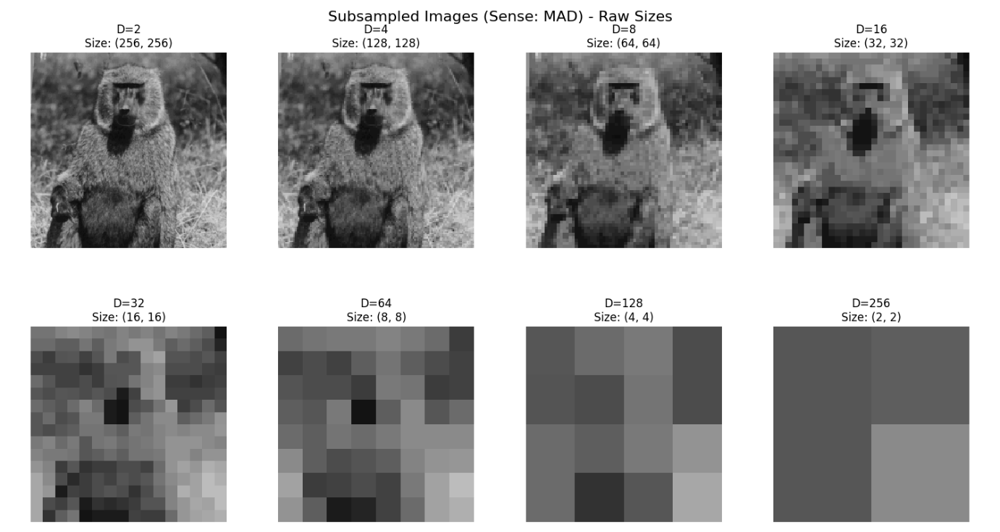 Subsampled Images (Sense: MAD) - Raw Sizes
D=2
Size: (256, 256)
D=4
Size: (128, 128)
D=8
Size: (64, 64)
D=16
Size: (32, 32)
D=32
Size: (16, 16)
D=64
Size: (8, 8)
D=128
Size: (4, 4)
D=256
Size: (2, 2)